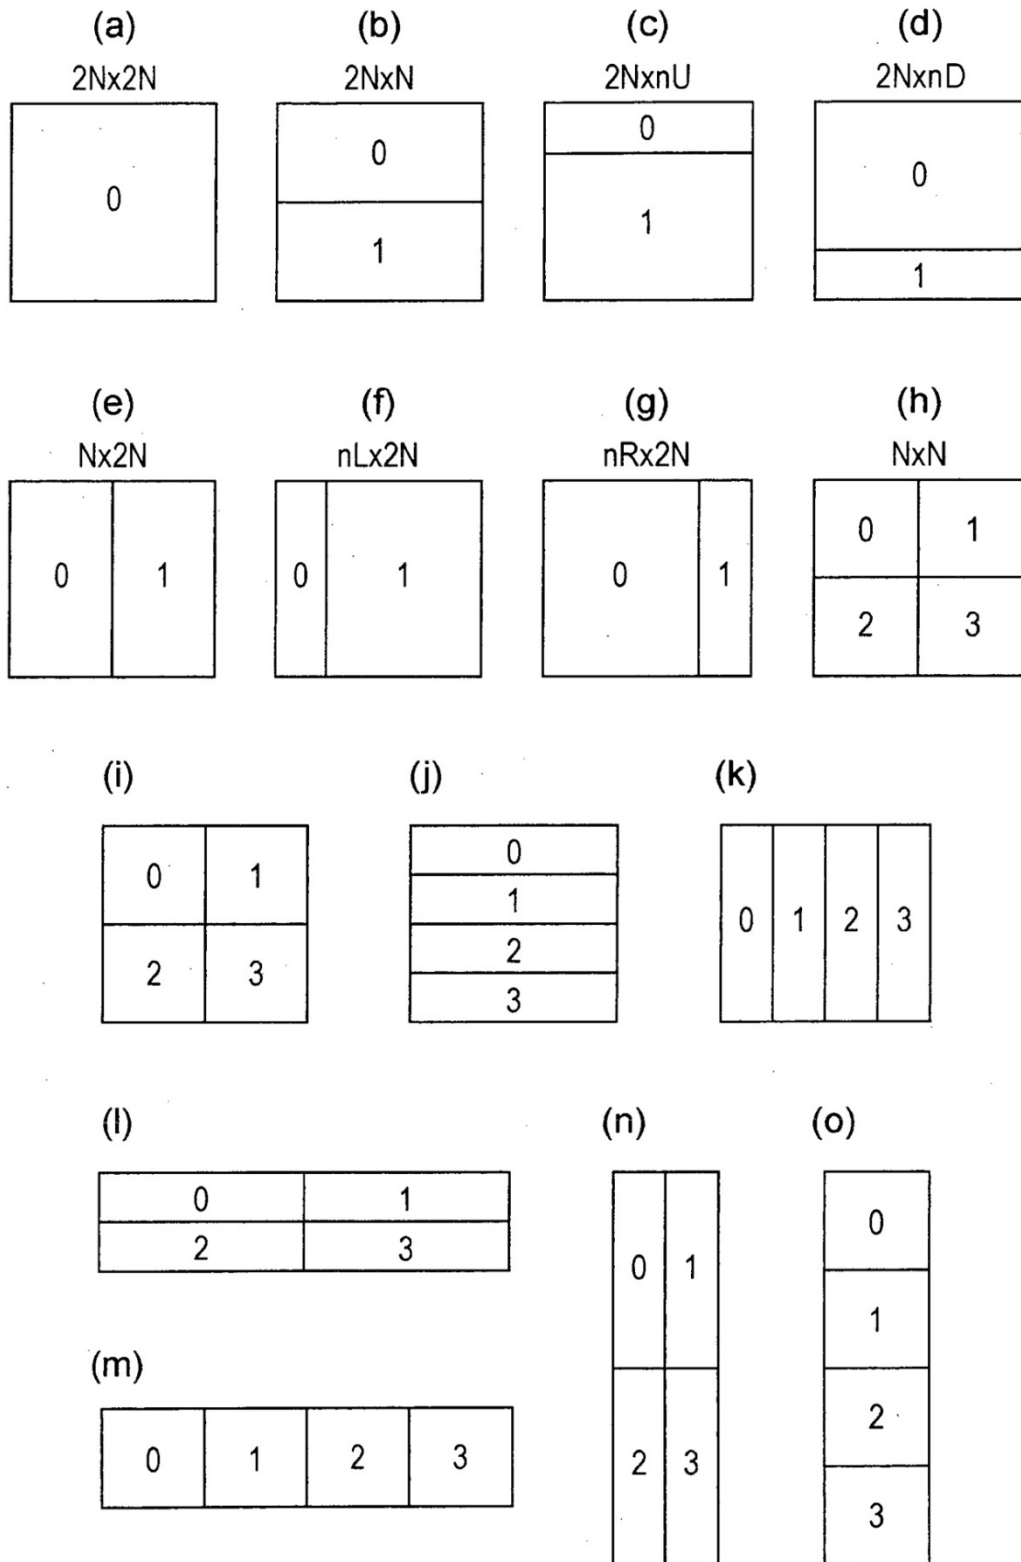 (a) (b) (c) (d)
2Nx2N 2NxN 2NxnU 2NxnD
0
0
1
0
1
0
1
(e) (f) (g) (h)
Nx2N nLx2N nRx2N NxN
0 1
0 1
0 1
0 1
2 3
(i) (j) (k)
0 1
2 3
0
1
2
3
0 1 2 3
(l) (n) (o)
0 1
2 3
(m)
0 1 2 3
0 1
2 3
0
1
2
3